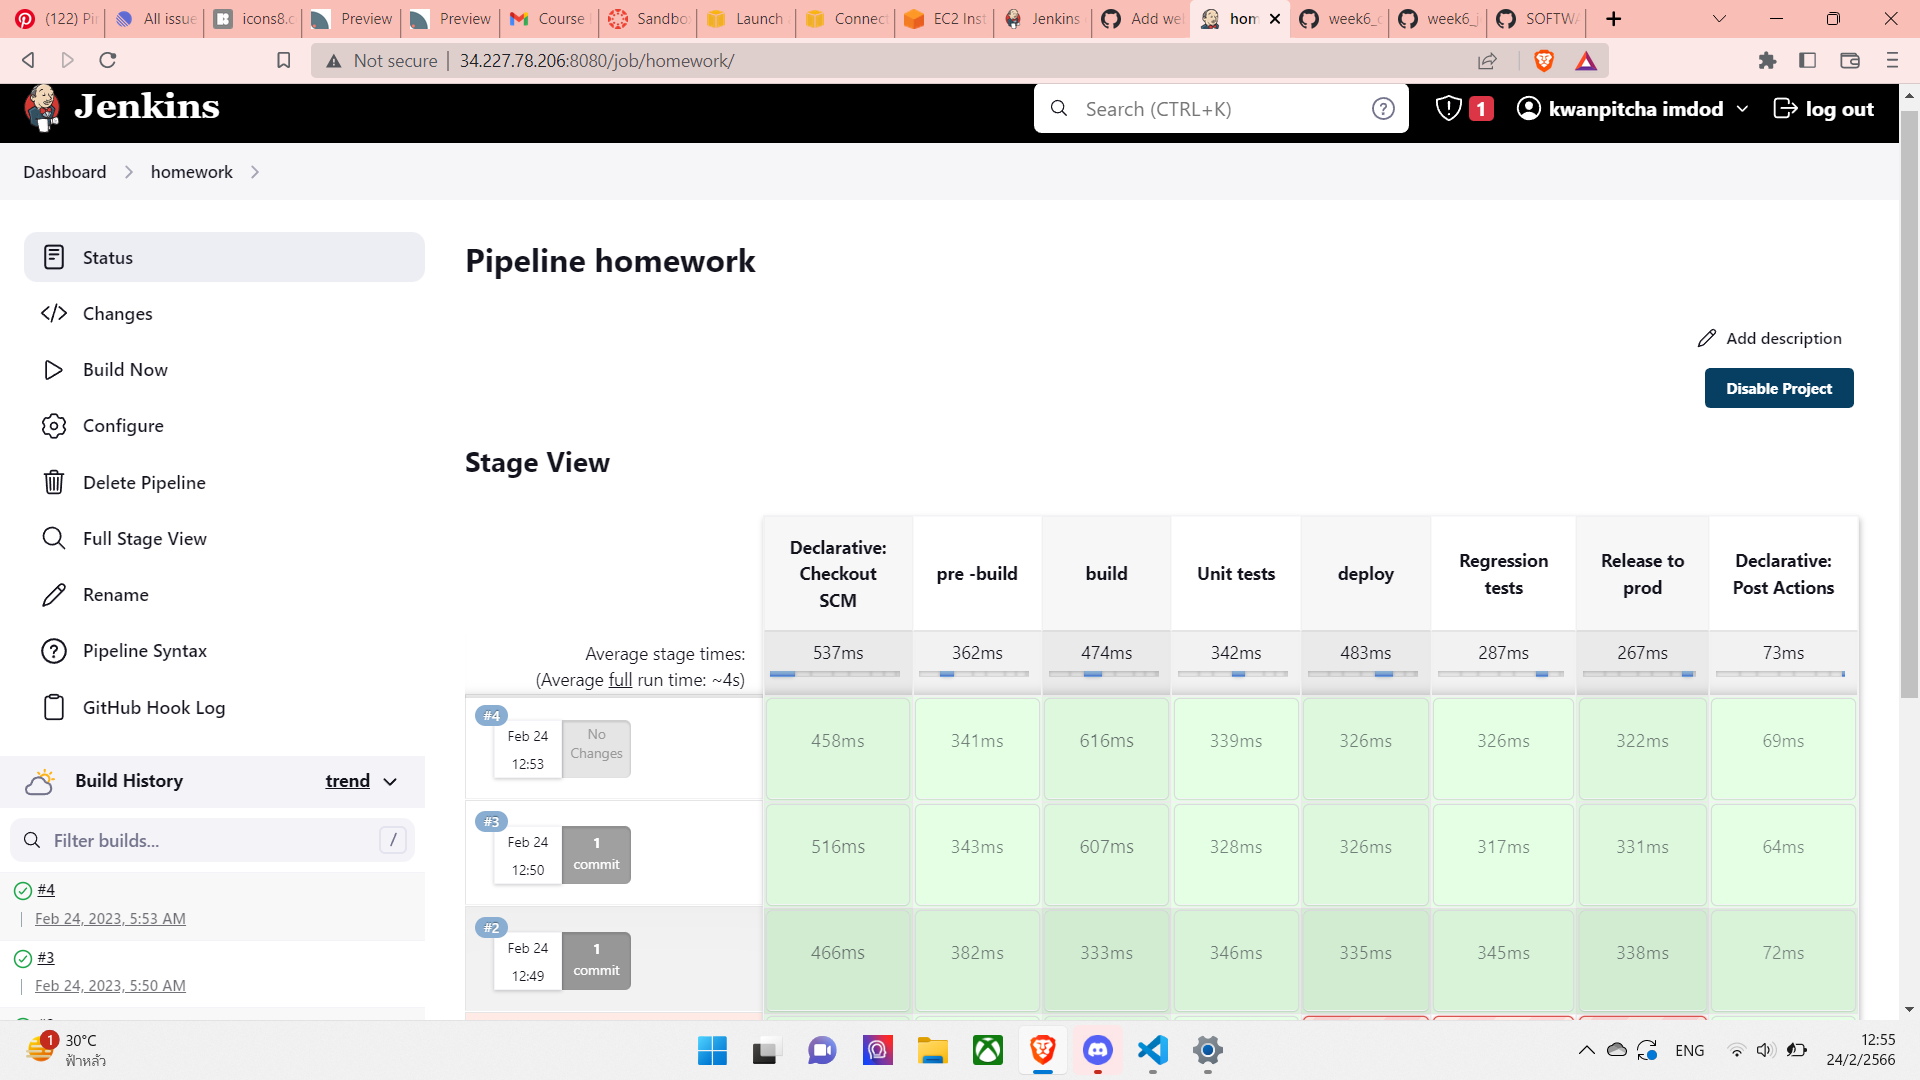 (122) Pi
All issue
icons8.c
Preview
Preview
Course
Sandbo
Launch
Connect
EC2 Inst
Jenkins
Add we
hom
week6_
week6_j
SOFTWA
Not secure
34.227.78.206:8080/job/homework/
Jenkins
Search (CTRL+K)
1
kwanpitcha imdod
log out
Dashboard
homework
Status
Changes
Build Now
Configure
Delete Pipeline
Full Stage View
Rename
Pipeline Syntax
GitHub Hook Log
Build History
trend
Filter builds...
/
#4
Feb 24, 2023, 5:53 AM
#3
Feb 24, 2023, 5:50 AM
Pipeline homework
Add description
Disable Project
Stage View
Declarative: Checkout SCM
pre -build
build
Unit tests
deploy
Regression tests
Release to prod
Declarative: Post Actions
Average stage times:
(Average full run time: ~4s)
537ms
362ms
474ms
342ms
483ms
287ms
267ms
73ms
#4
Feb 24
12:53
No Changes
458ms
341ms
616ms
339ms
326ms
326ms
322ms
69ms
#3
Feb 24
12:50
1 commit
516ms
343ms
607ms
328ms
326ms
317ms
331ms
64ms
#2
Feb 24
12:49
1 commit
466ms
382ms
333ms
346ms
335ms
345ms
338ms
72ms
1
30°C
ฟ้าหลัว
ENG
12:55
24/2/2566